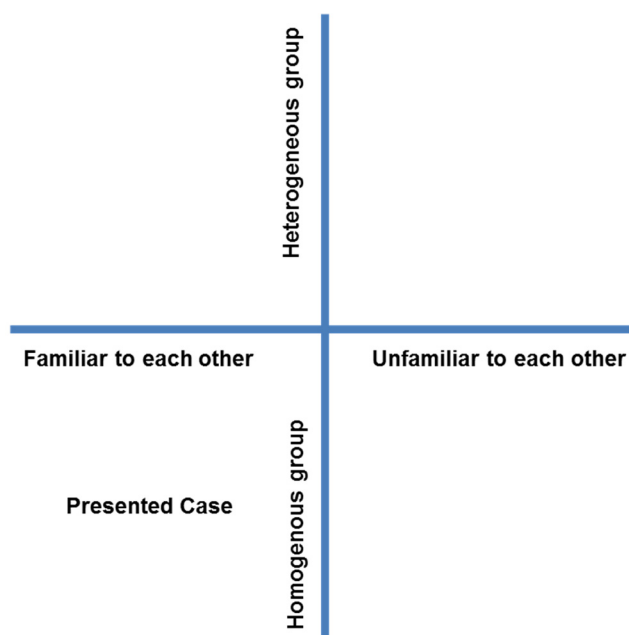 Heterogeneous group
Familiar to each other
Unfamiliar to each other
Homogenous group
Presented Case